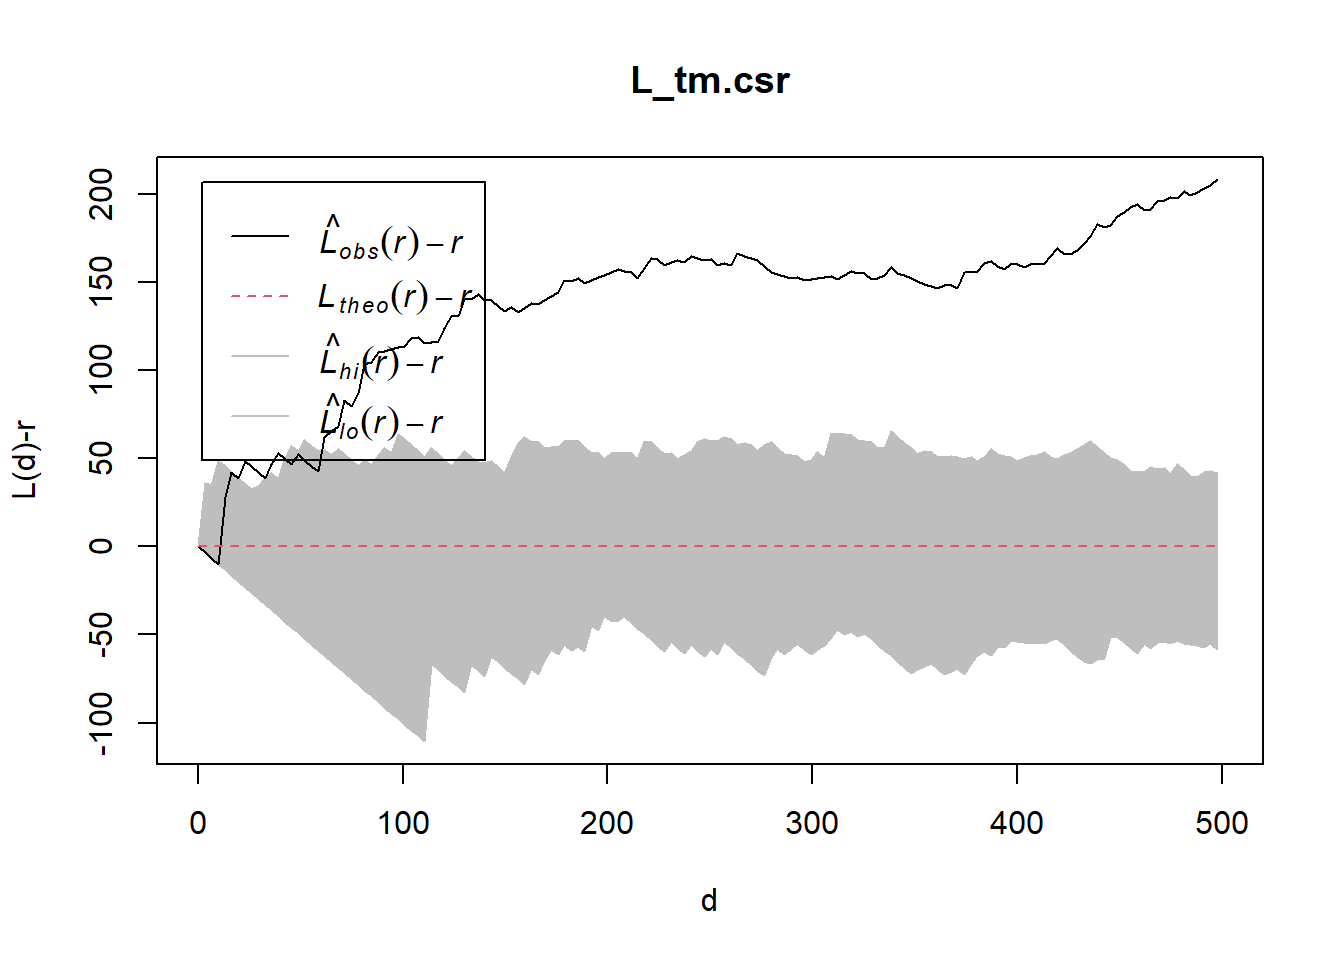 L_tm.csr
L̂obs(r) − r
Ltheo(r) − r
L̂hi(r) − r
L̂lo(r) − r
L(d)-r
200
150
100
50
0
-50
-100
0 100 200 300 400 500
d